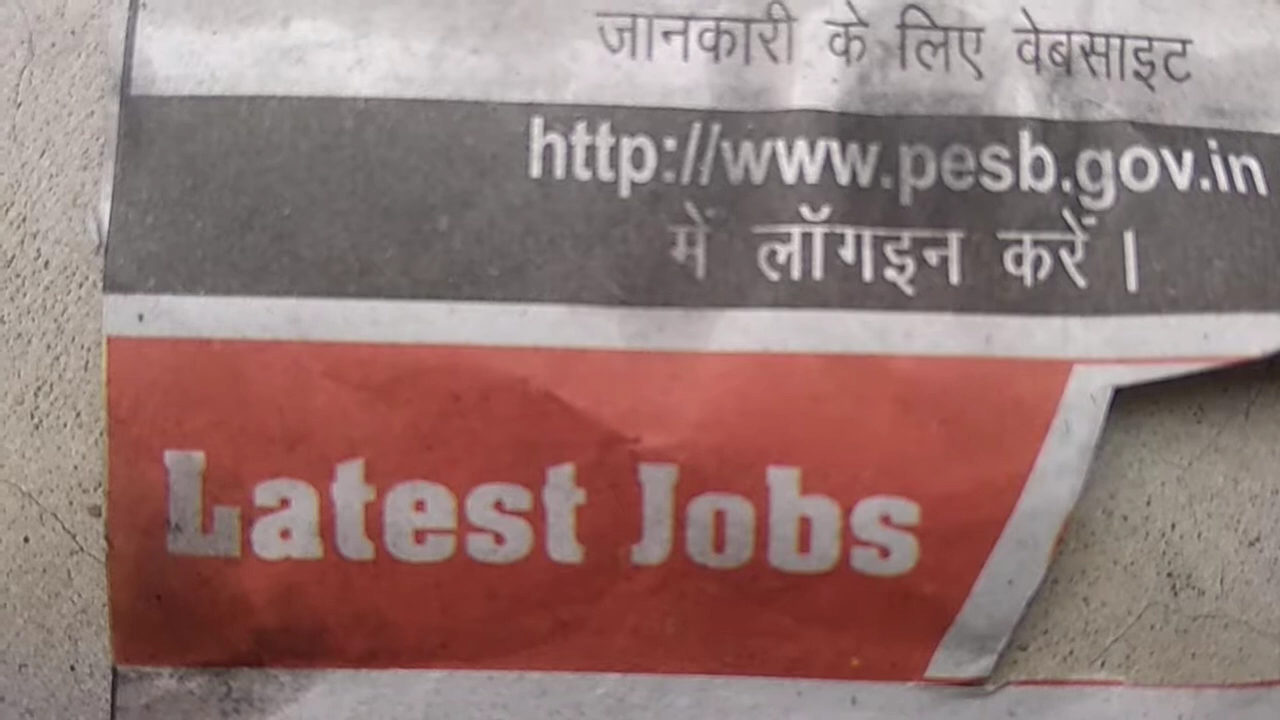 जानकारी के लिए वेबसाइट
http://www.pesb.gov.in
में लॉगइन करें ।
Latest Jobs